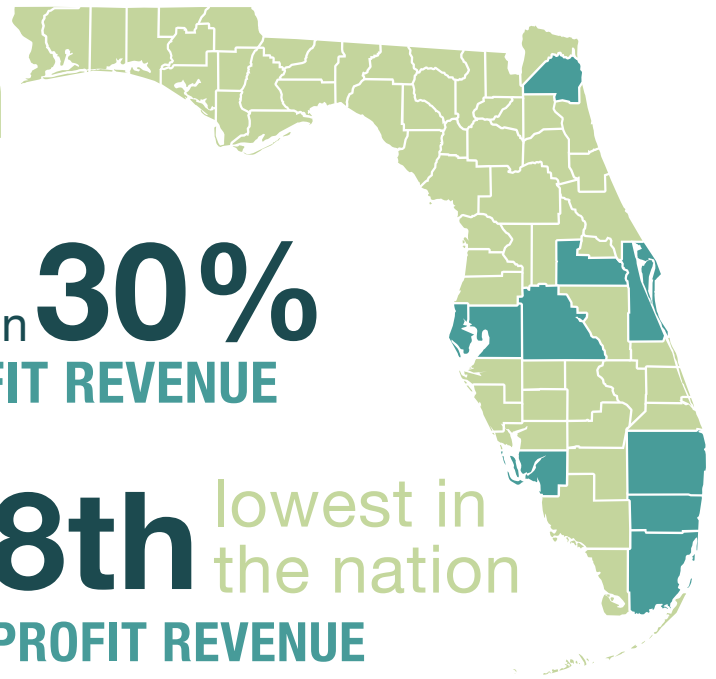 n 30%
FIT REVENUE
8th lowest in
the nation
PROFIT REVENUE